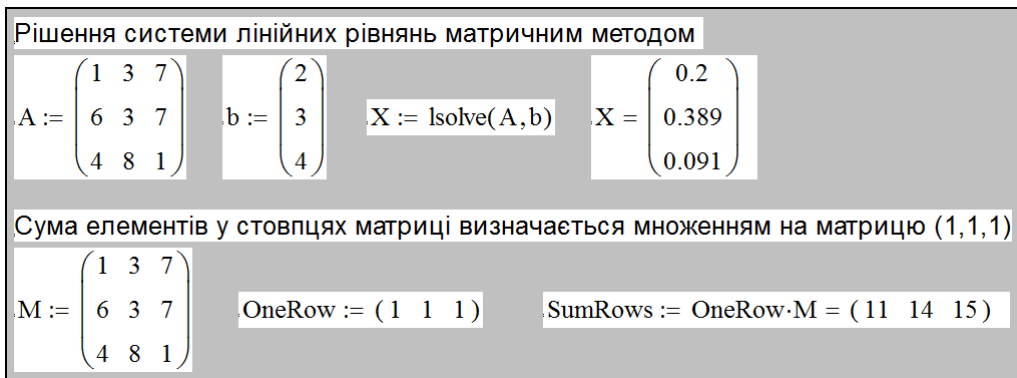 Рішення системи лінійних рівнянь матричним методом
A := ( 1 3 7 ; 6 3 7 ; 4 8 1 ) b := ( 2 ; 3 ; 4 ) X := lsolve(A,b) X = ( 0.2 ; 0.389 ; 0.091 )
Сума елементів у стовпцях матриці визначається множенням на матрицю (1,1,1)
M := ( 1 3 7 ; 6 3 7 ; 4 8 1 ) OneRow := ( 1 1 1 ) SumRows := OneRow·M = ( 11 14 15 )